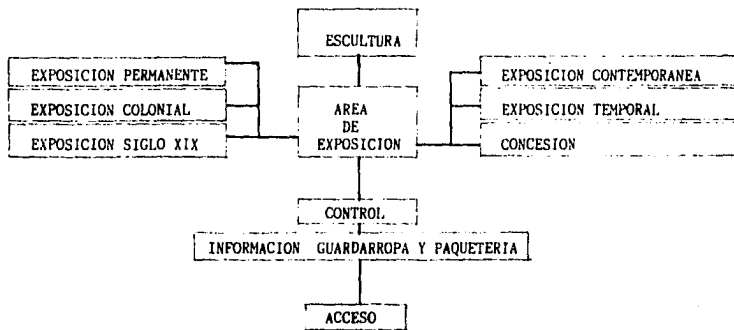 ESCULTURA
EXPOSICION PERMANENTE
EXPOSICION COLONIAL
EXPOSICION SIGLO XIX
AREA
DE
EXPOSICION
EXPOSICION CONTEMPORANEA
EXPOSICION TEMPORAL
CONCESION
CONTROL
INFORMACION GUARDARROPA Y PAQUETERIA
ACCESO